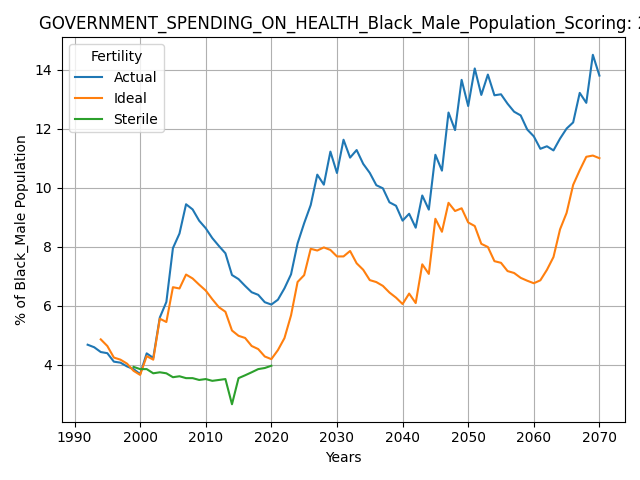 GOVERNMENT_SPENDING_ON_HEALTH_Black_Male_Population_Scoring:
Fertility
Actual
Ideal
Sterile
% of Black_Male Population
14
12
10
8
6
4
1990 2000 2010 2020 2030 2040 2050 2060 2070
Years